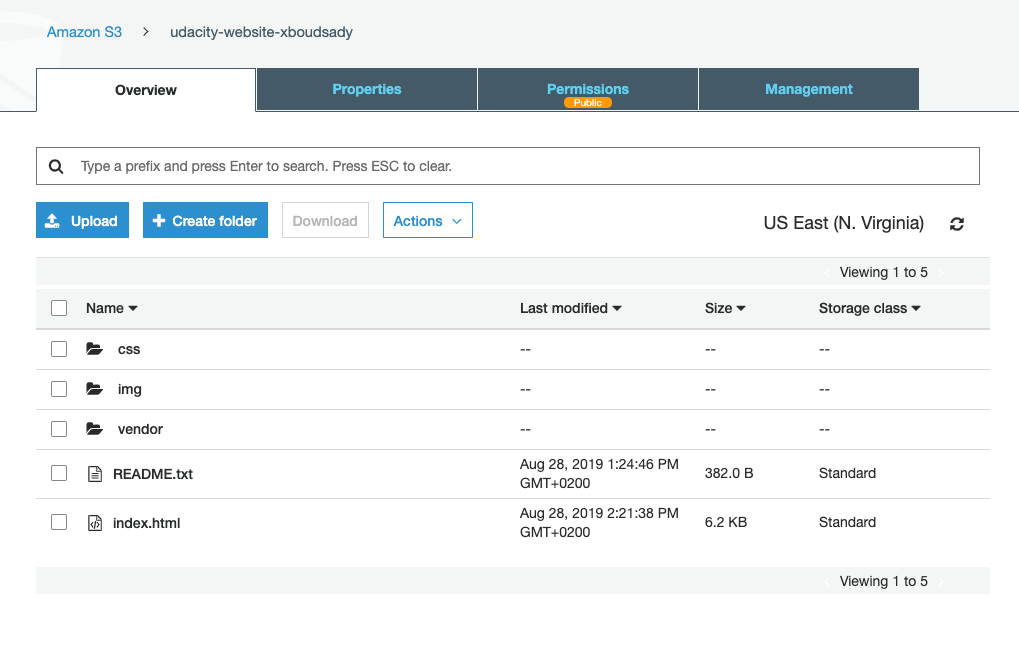 Amazon S3 > udacity-website-xboudsady
Overview Properties Permissions Management
Public
Type a prefix and press Enter to search. Press ESC to clear.
Upload + Create folder Download Actions US East (N. Virginia)
Viewing 1 to 5
Name Last modified Size Storage class
css -- -- --
img -- -- --
vendor -- -- --
README.txt Aug 28, 2019 1:24:46 PM GMT+0200 382.0 B Standard
index.html Aug 28, 2019 2:21:38 PM GMT+0200 6.2 KB Standard
Viewing 1 to 5